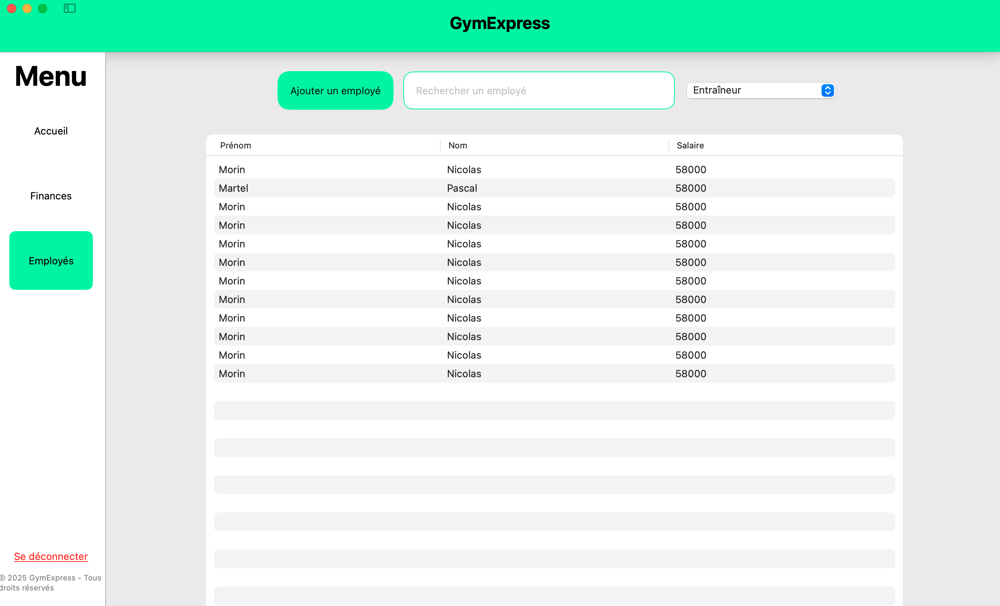 GymExpress
Menu
Accueil
Finances
Employés
Se déconnecter
© 2025 GymExpress - Tous
droits réservés
Ajouter un employé
Rechercher un employé
Entraîneur
Prénom Nom Salaire
Morin Nicolas 58000
Martel Pascal 58000
Morin Nicolas 58000
Morin Nicolas 58000
Morin Nicolas 58000
Morin Nicolas 58000
Morin Nicolas 58000
Morin Nicolas 58000
Morin Nicolas 58000
Morin Nicolas 58000
Morin Nicolas 58000
Morin Nicolas 58000